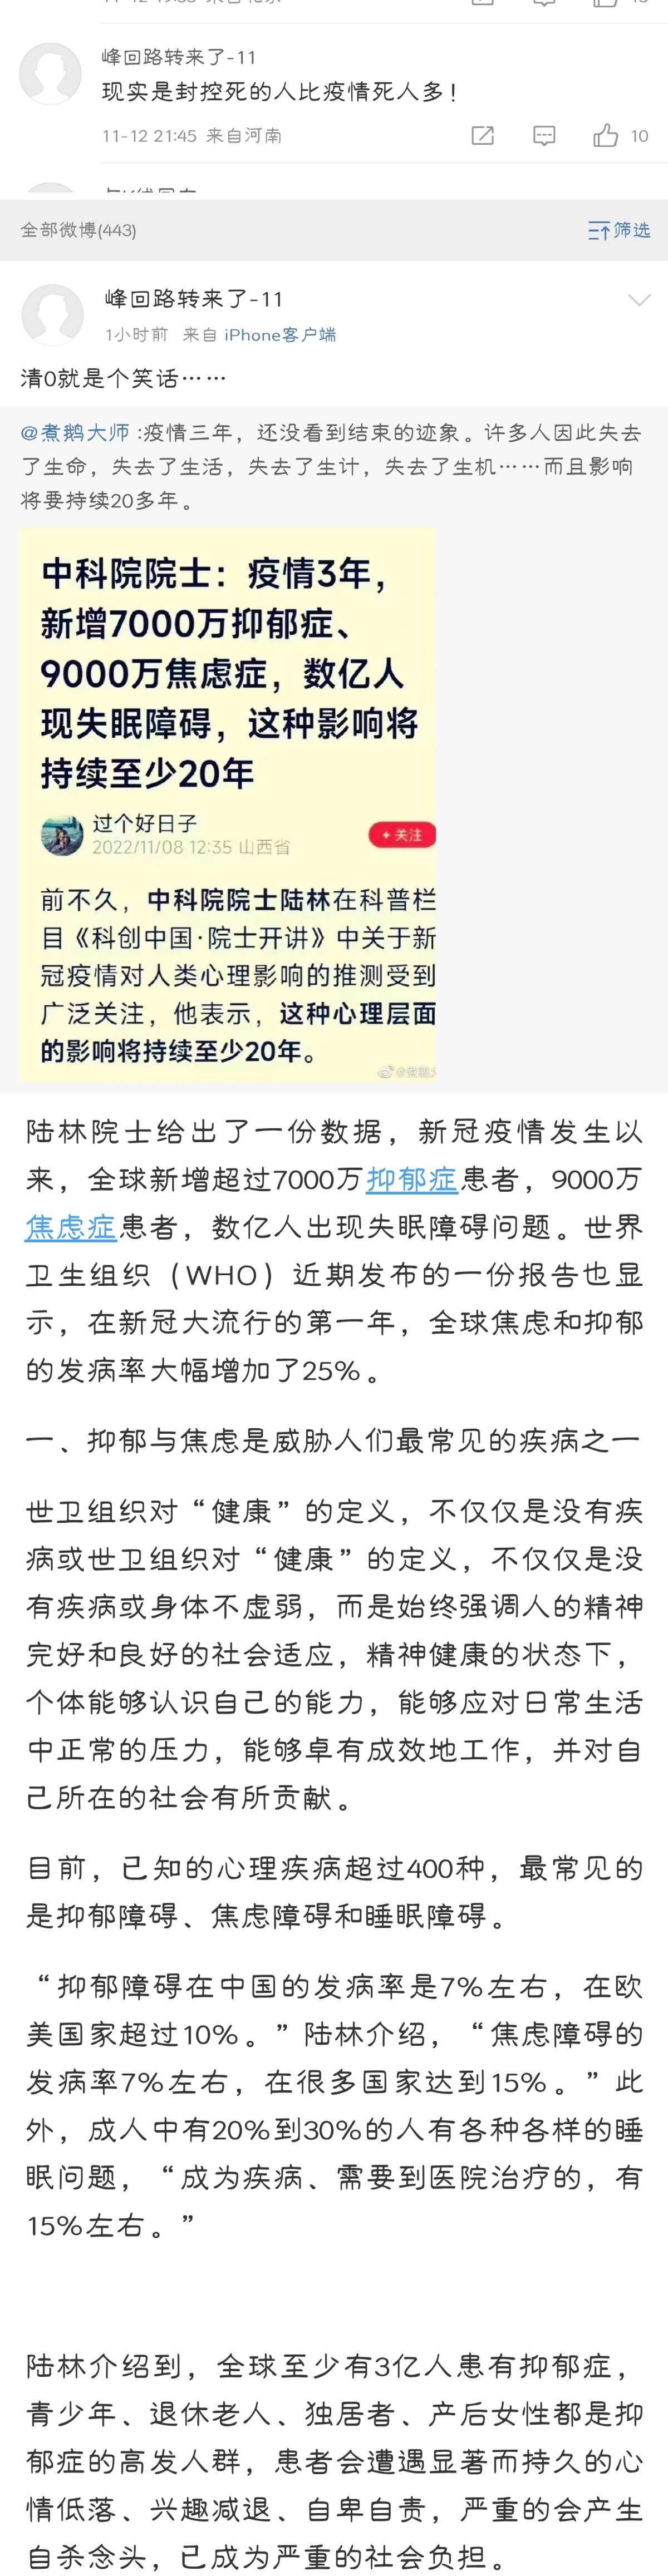 峰回路转来了-11
现实是封控死的人比疫情死人多！
11-12 21:45 来自河南
10
全部微博(443)
筛选
峰回路转来了-11
1小时前 来自 iPhone客户端
清0就是个笑话……
@煮鹅大师 :疫情三年，还没看到结束的迹象。许多人因此失去
了生命，失去了生活，失去了生计，失去了生机……而且影响
将要持续20多年。
中科院院士：疫情3年，
新增7000万抑郁症、
9000万焦虑症，数亿人
现失眠障碍，这种影响将
持续至少20年
过个好日子
2022/11/08 12:35 山西省
+ 关注
前不久，中科院院士陆林在科普栏
目《科创中国·院士开讲》中关于新
冠疫情对人类心理影响的推测受到
广泛关注，他表示，这种心理层面
的影响将持续至少20年。
陆林院士给出了一份数据，新冠疫情发生以
来，全球新增超过7000万抑郁症患者，9000万
焦虑症患者，数亿人出现失眠障碍问题。世界
卫生组织（WHO）近期发布的一份报告也显
示，在新冠大流行的第一年，全球焦虑和抑郁
的发病率大幅增加了25%。
一、抑郁与焦虑是威胁人们最常见的疾病之一
世卫组织对“健康”的定义，不仅仅是没有疾
病或世卫组织对“健康”的定义，不仅仅是没
有疾病或身体不虚弱，而是始终强调人的精神
完好和良好的社会适应，精神健康的状态下，
个体能够认识自己的能力，能够应对日常生活
中正常的压力，能够卓有成效地工作，并对自
己所在的社会有所贡献。
目前，已知的心理疾病超过400种，最常见的
是抑郁障碍、焦虑障碍和睡眠障碍。
“抑郁障碍在中国的发病率是7%左右，在欧
美国家超过10%。”陆林介绍，“焦虑障碍的
发病率7%左右，在很多国家达到15%。”此
外，成人中有20%到30%的人有各种各样的睡
眠问题，“成为疾病、需要到医院治疗的，有
15%左右。”
陆林介绍到，全球至少有3亿人患有抑郁症，
青少年、退休老人、独居者、产后女性都是抑
郁症的高发人群，患者会遭遇显著而持久的心
情低落、兴趣减退、自卑自责，严重的会产生
自杀念头，已成为严重的社会负担。